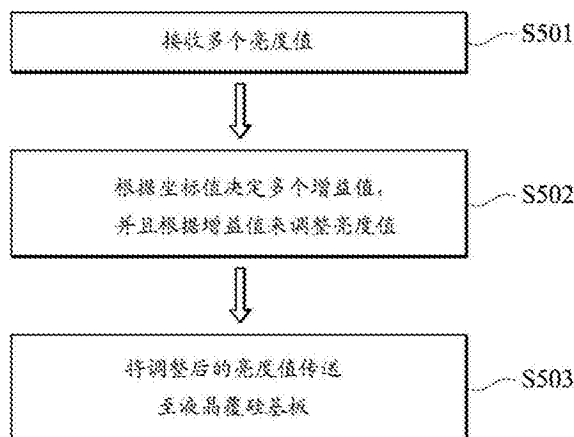 接收多个亮度值
S501
根据坐标值决定多个增益值,
并且根据增益值来调整亮度值
S502
将调整后的亮度值传送
至液晶覆硅基板
S503